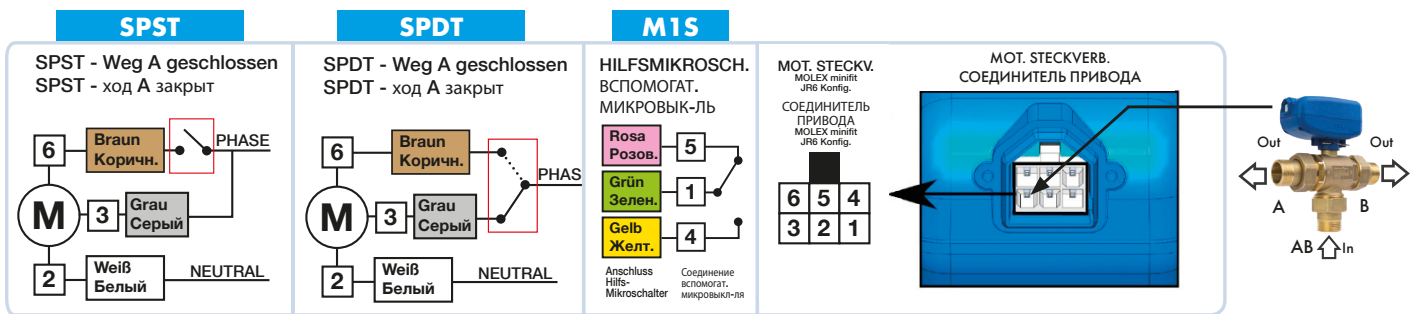 SPST
SPST - Weg A geschlossen
SPST - ход A закрыт
6
Braun
Коричн.
PHASE
M
3
Grau
Серый
2
Weiß
Белый
NEUTRAL
SPDT
SPDT - Weg A geschlossen
SPDT - ход A закрыт
6
Braun
Коричн.
PHAS
M
3
Grau
Серый
2
Weiß
Белый
NEUTRAL
M1S
HILFSMIKROSCH.
ВСПОМОГАТ.
МИКРОВЫК-ЛЬ
Rosa
Розов.
5
Grün
Зелен.
1
Gelb
Желт.
4
Anschluss
Hilfs-
Mikroschalter
Соединение
вспомогат.
микровыкл-ля
MOT. STECKV.
MOLEX minifit
JR6 Konfig.
СОЕДИНИТЕЛЬ
ПРИВОДА
MOLEX minifit
JR6 Konfig.
6 5 4
3 2 1
MOT. STECKVERB.
СОЕДИНИТЕЛЬ ПРИВОДА
Out
Out
A
B
AB
In